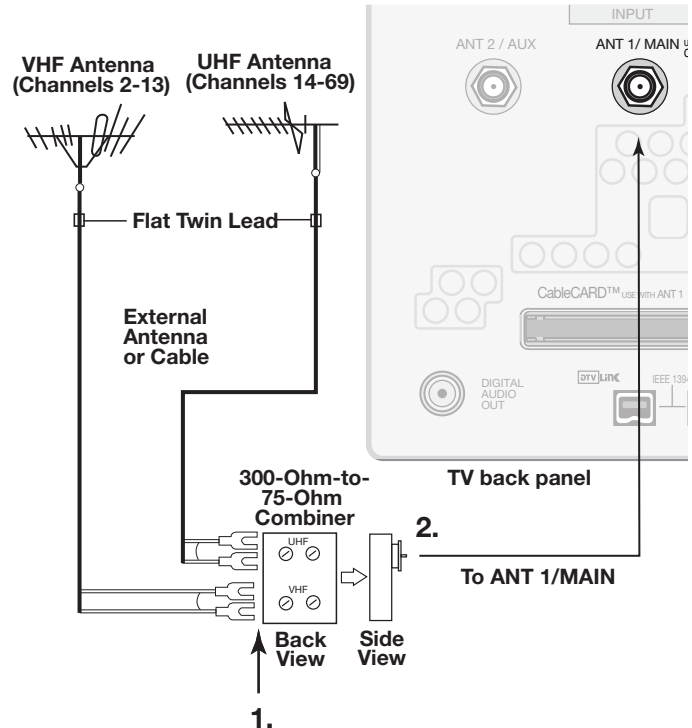 INPUT
ANT 2 / AUX
ANT 1/ MAIN
VHF Antenna
(Channels 2-13)
UHF Antenna
(Channels 14-69)
Flat Twin Lead
External
Antenna
or Cable
CableCARD™ USE WITH ANT 1
DIGITAL
AUDIO
OUT
DTV LiNK
IEEE 1394
TV back panel
300-Ohm-to-
75-Ohm
Combiner
UHF
VHF
2.
To ANT 1/MAIN
Back
View
Side
View
1.